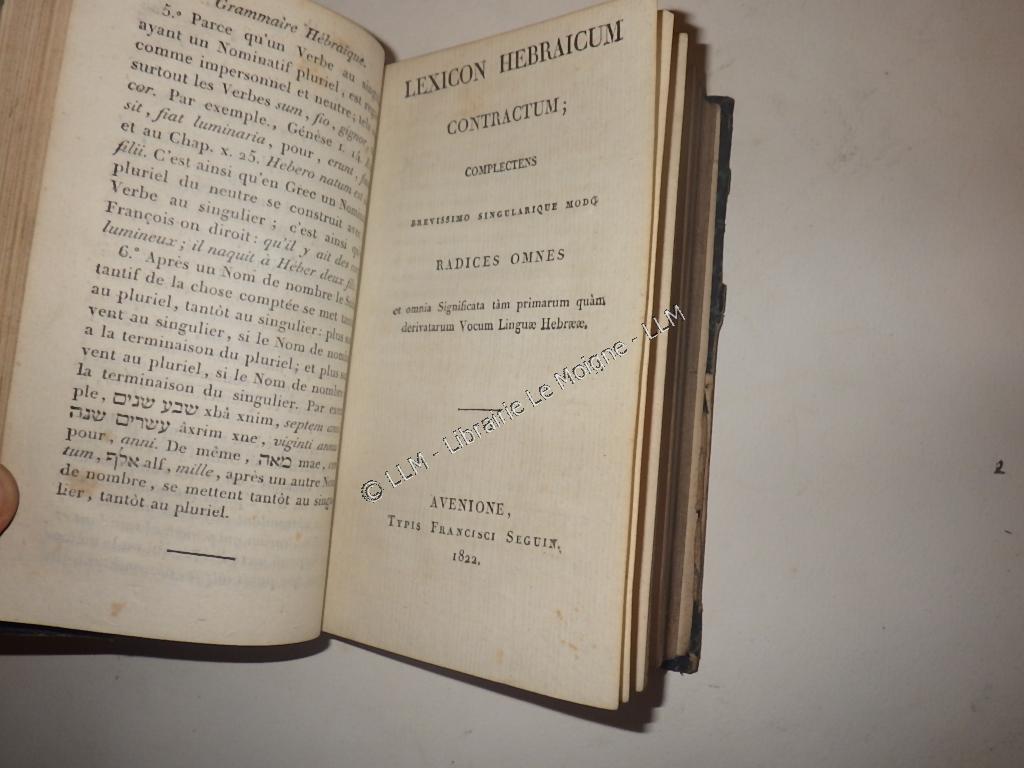 Grammaire Hébraïque.
5.º Parce qu'un Verbe au
ayant un Nominatif pluriel, est
comme impersonnel et neutre;
surtout les Verbes sum, fio,
cor. Par exemple, Génèse 1. 14.
sit, fiat luminaria, pour, erunt,
et au Chap. x. 25. Hebero natum est
filii. C'est ainsi qu'en Grec un
pluriel du neutre se construit avec
Verbe au singulier; c'est ainsi
François on diroit: qu'il y ait des
lumineux; il naquit à Héber deux
6.º Après un Nom de nombre le
tantif de la chose comptée se met
au pluriel, tantôt au singulier: plus
vent au singulier, si le Nom de nombre
a la terminaison du pluriel; et plus
vent au pluriel, si le Nom de nombre
la terminaison du singulier. Par
ple, שבע שנים xbâ xnim, septem
עשרים שנה âxrim xne, viginti
pour, anni. De même, מאה mae,
tum, אלף alf, mille, après un autre
de nombre, se mettent tantôt au
lier, tantôt au pluriel.
LEXICON HEBRAICUM
CONTRACTUM;
COMPLECTENS
BREVISSIMO SINGULARIQUE MODO
RADICES OMNES
et omnia Significata tàm primarum quàm
derivatarum Vocum Linguæ Hebrææ.
© LLM - Librairie Le Moigne - LLM
AVENIONE,
TYPIS FRANCISCI SEGUIN,
1822.
2